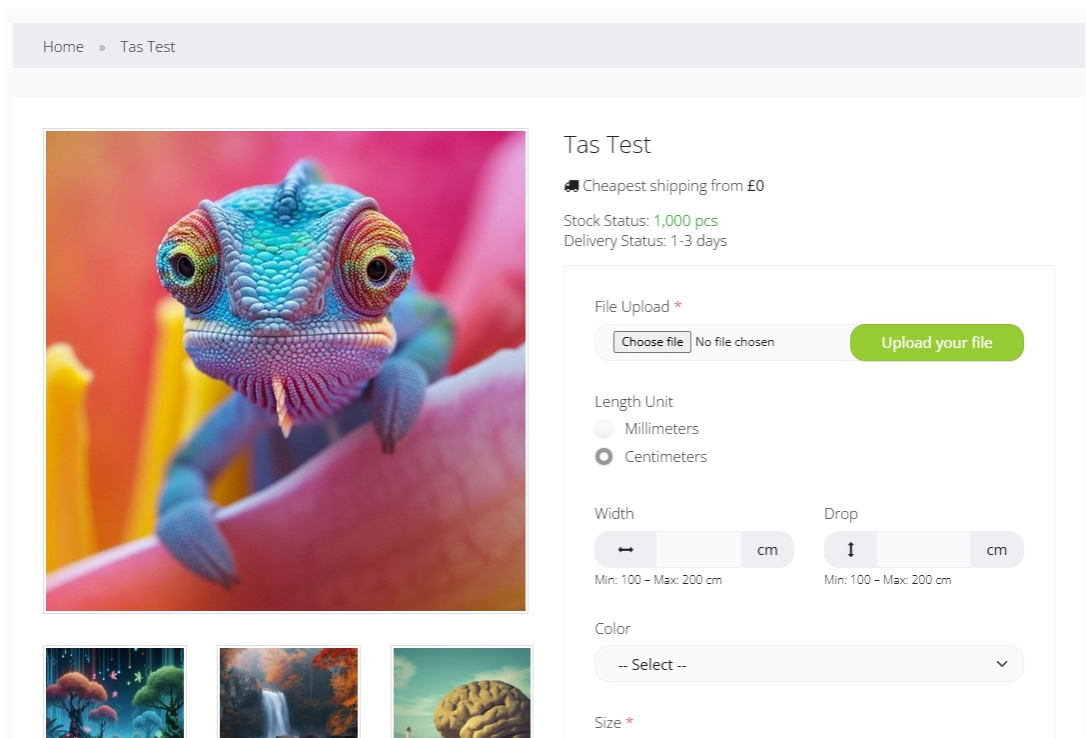 Home » Tas Test
Tas Test
Cheapest shipping from £0
Stock Status: 1,000 pcs
Delivery Status: 1-3 days
File Upload *
Choose file No file chosen Upload your file
Length Unit
Millimeters
Centimeters
Width Drop
cm cm
Min: 100 – Max: 200 cm Min: 100 – Max: 200 cm
Color
-- Select --
Size *